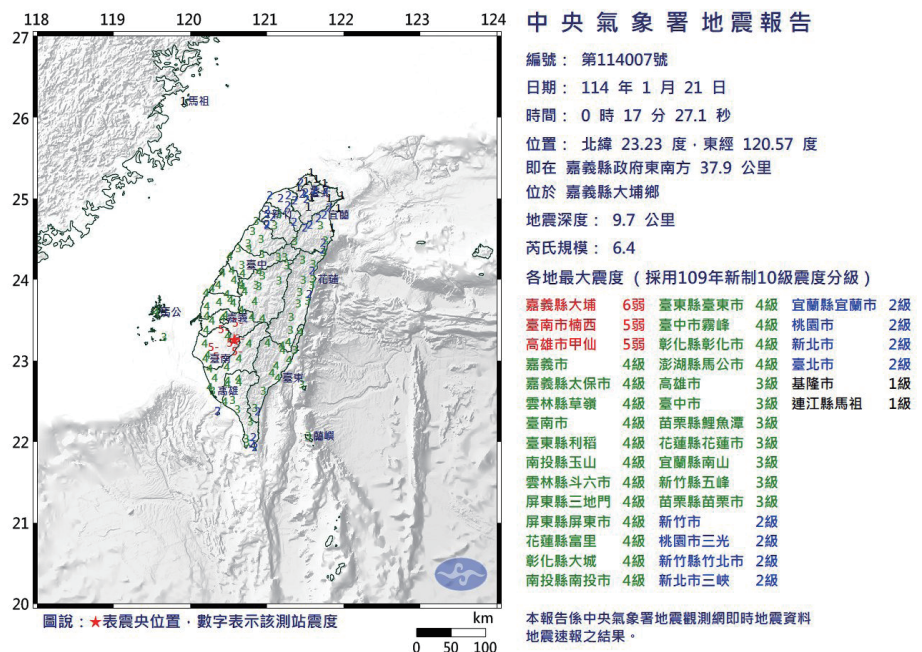 中央氣象署地震報告
編號： 第114007號
日期： 114 年 1 月 21 日
時間： 0 時 17 分 27.1 秒
位置： 北緯 23.23 度・東經 120.57 度
即在 嘉義縣政府東南方 37.9 公里
位於 嘉義縣大埔鄉
地震深度： 9.7 公里
芮氏規模： 6.4
各地最大震度（採用109年新制10級震度分級）
嘉義縣大埔 6弱 臺東縣臺東市 4級 宜蘭縣宜蘭市 2級
臺南市楠西 5弱 臺中市霧峰 4級 桃園市 2級
高雄市甲仙 5弱 彰化縣彰化市 4級 新北市 2級
嘉義市 4級 澎湖縣馬公市 4級 臺北市 2級
嘉義縣太保市 4級 高雄市 3級 基隆市 1級
雲林縣草嶺 4級 臺中市 3級 連江縣馬祖 1級
臺南市 4級 苗栗縣鯉魚潭 3級
臺東縣利稻 4級 花蓮縣花蓮市 3級
南投縣玉山 4級 宜蘭縣南山 3級
雲林縣斗六市 4級 新竹縣五峰 3級
屏東縣三地門 4級 苗栗縣苗栗市 3級
屏東縣屏東市 4級 新竹市 2級
花蓮縣富里 4級 桃園市三光 2級
彰化縣大城 4級 新竹縣竹北市 2級
南投縣南投市 4級 新北市三峽 2級
本報告係中央氣象署地震觀測網即時地震資料
地震速報之結果。
118 119 120 121 122 123 124
27
26
25
24
23
22
21
20
1馬祖
宜蘭
臺中
花蓮
臺南
臺東
高雄
蘭嶼
圖說：★表震央位置・數字表示該測站震度
km
0 50 100